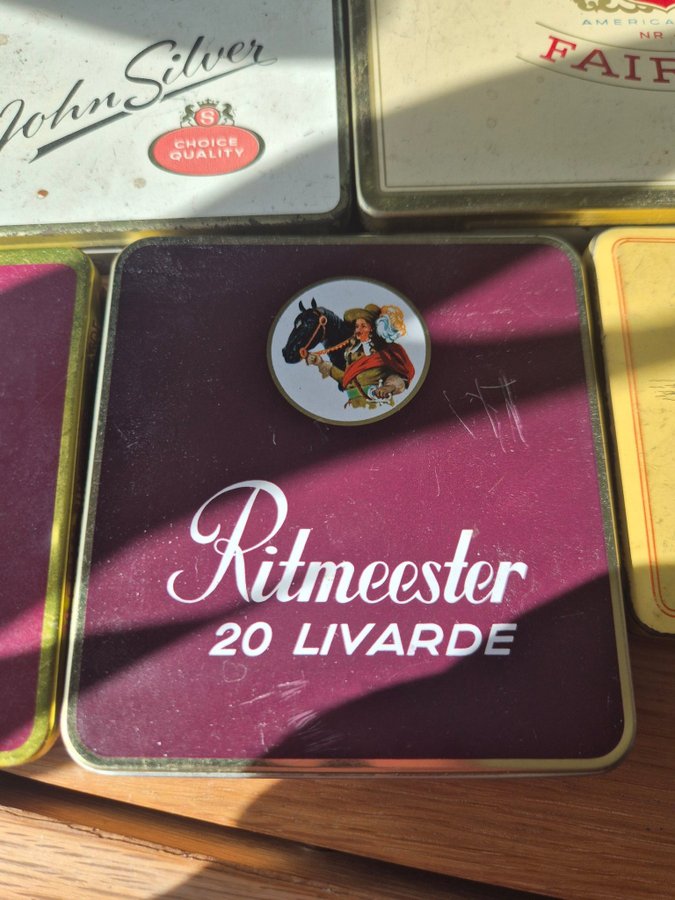 John Silver
S
CHOICE
QUALITY
AMERICA
NR
FAIR
Ritmeester
20 LIVARDE